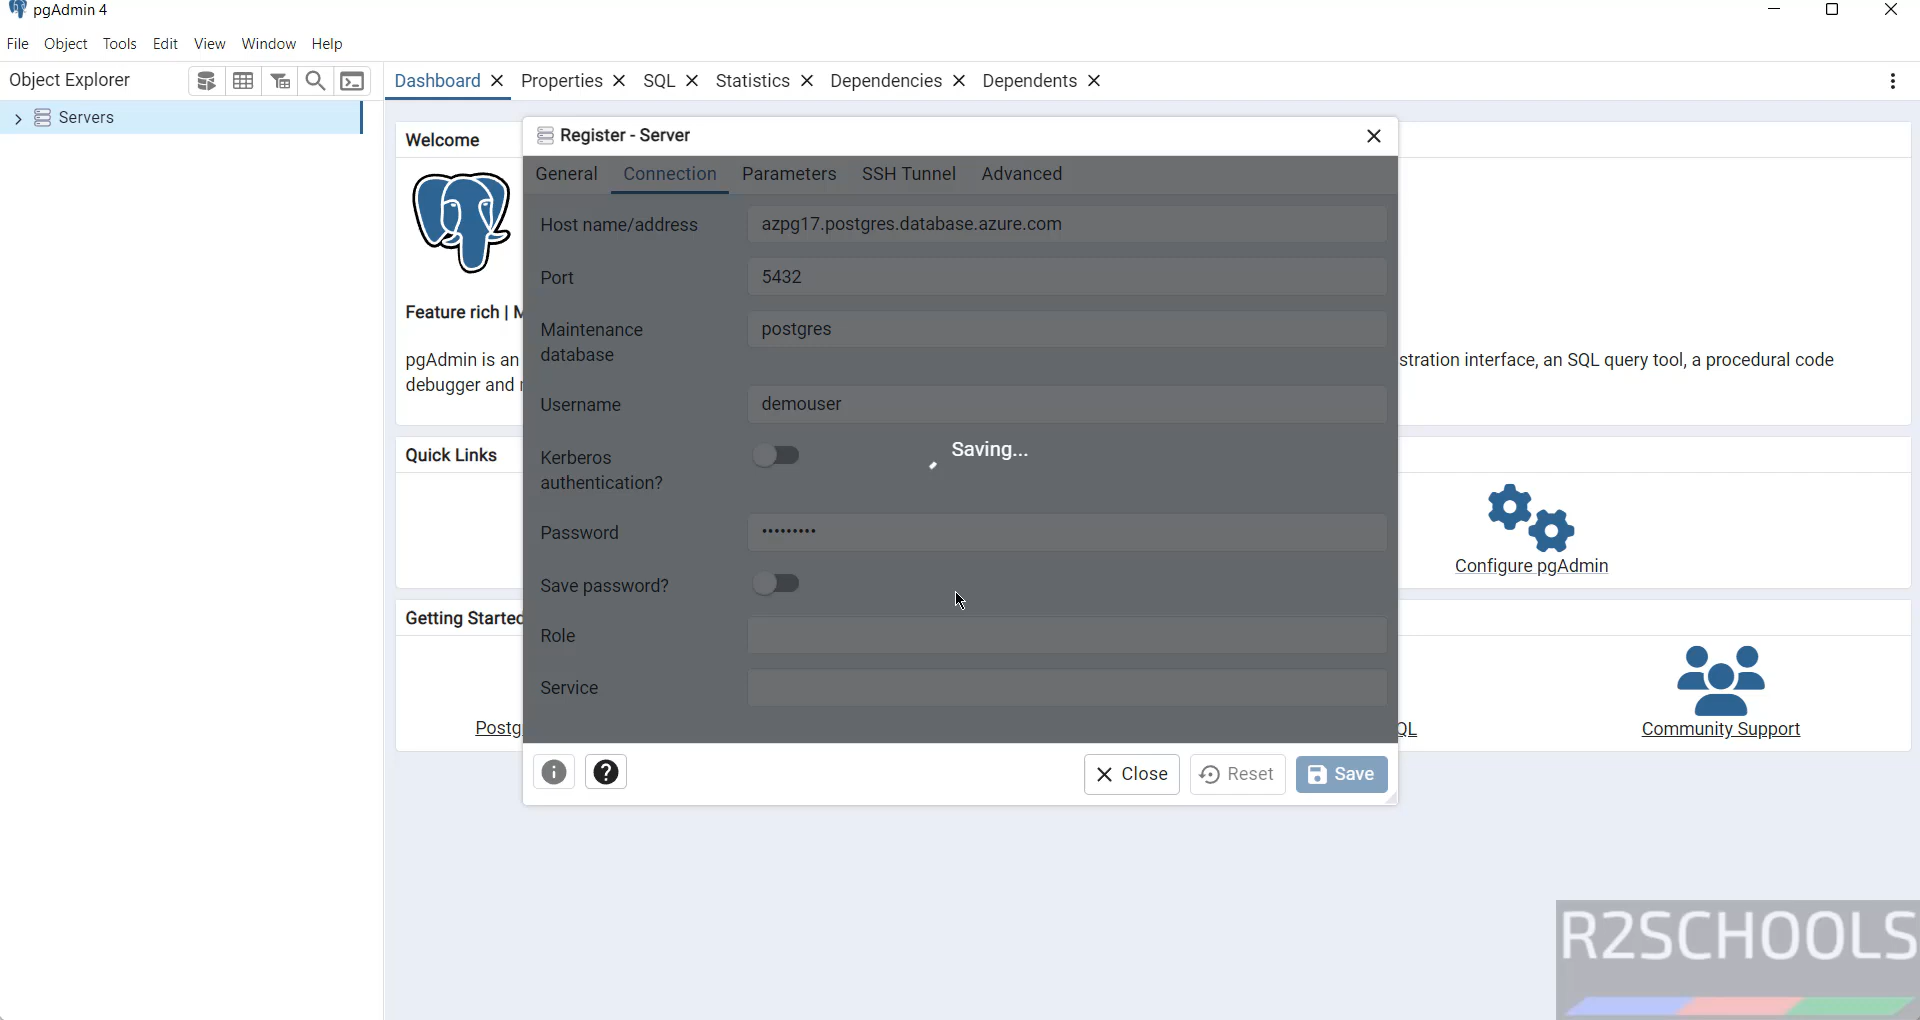 pgAdmin 4
File Object Tools Edit View Window Help
Object Explorer
Dashboard Properties SQL Statistics Dependencies Dependents
Servers
Welcome
Register - Server
General Connection Parameters SSH Tunnel Advanced
Host name/address azpg17.postgres.database.azure.com
Port 5432
Feature rich | M
Maintenance database postgres
pgAdmin is an
stration interface, an SQL query tool, a procedural code
debugger and
Username demouser
Saving...
Quick Links
Kerberos authentication?
Password •••••••••
Configure pgAdmin
Save password?
Getting Started
Role
Service
Postg
QL
Community Support
Close Reset Save
R2SCHOOLS